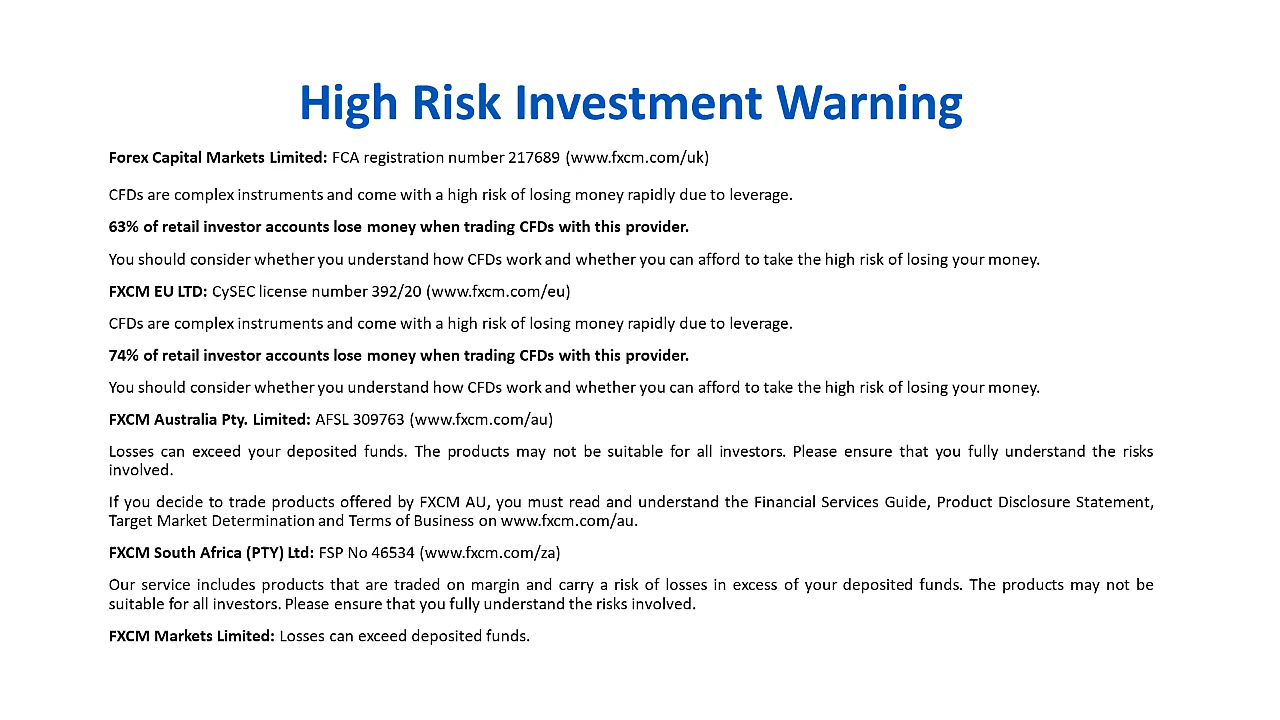 High Risk Investment Warning
Forex Capital Markets Limited: FCA registration number 217689 (www.fxcm.com/uk)
CFDs are complex instruments and come with a high risk of losing money rapidly due to leverage.
63% of retail investor accounts lose money when trading CFDs with this provider.
You should consider whether you understand how CFDs work and whether you can afford to take the high risk of losing your money.
FXCM EU LTD: CySEC license number 392/20 (www.fxcm.com/eu)
CFDs are complex instruments and come with a high risk of losing money rapidly due to leverage.
74% of retail investor accounts lose money when trading CFDs with this provider.
You should consider whether you understand how CFDs work and whether you can afford to take the high risk of losing your money.
FXCM Australia Pty. Limited: AFSL 309763 (www.fxcm.com/au)
Losses can exceed your deposited funds. The products may not be suitable for all investors. Please ensure that you fully understand the risks
involved.
If you decide to trade products offered by FXCM AU, you must read and understand the Financial Services Guide, Product Disclosure Statement,
Target Market Determination and Terms of Business on www.fxcm.com/au.
FXCM South Africa (PTY) Ltd: FSP No 46534 (www.fxcm.com/za)
Our service includes products that are traded on margin and carry a risk of losses in excess of your deposited funds. The products may not be
suitable for all investors. Please ensure that you fully understand the risks involved.
FXCM Markets Limited: Losses can exceed deposited funds.